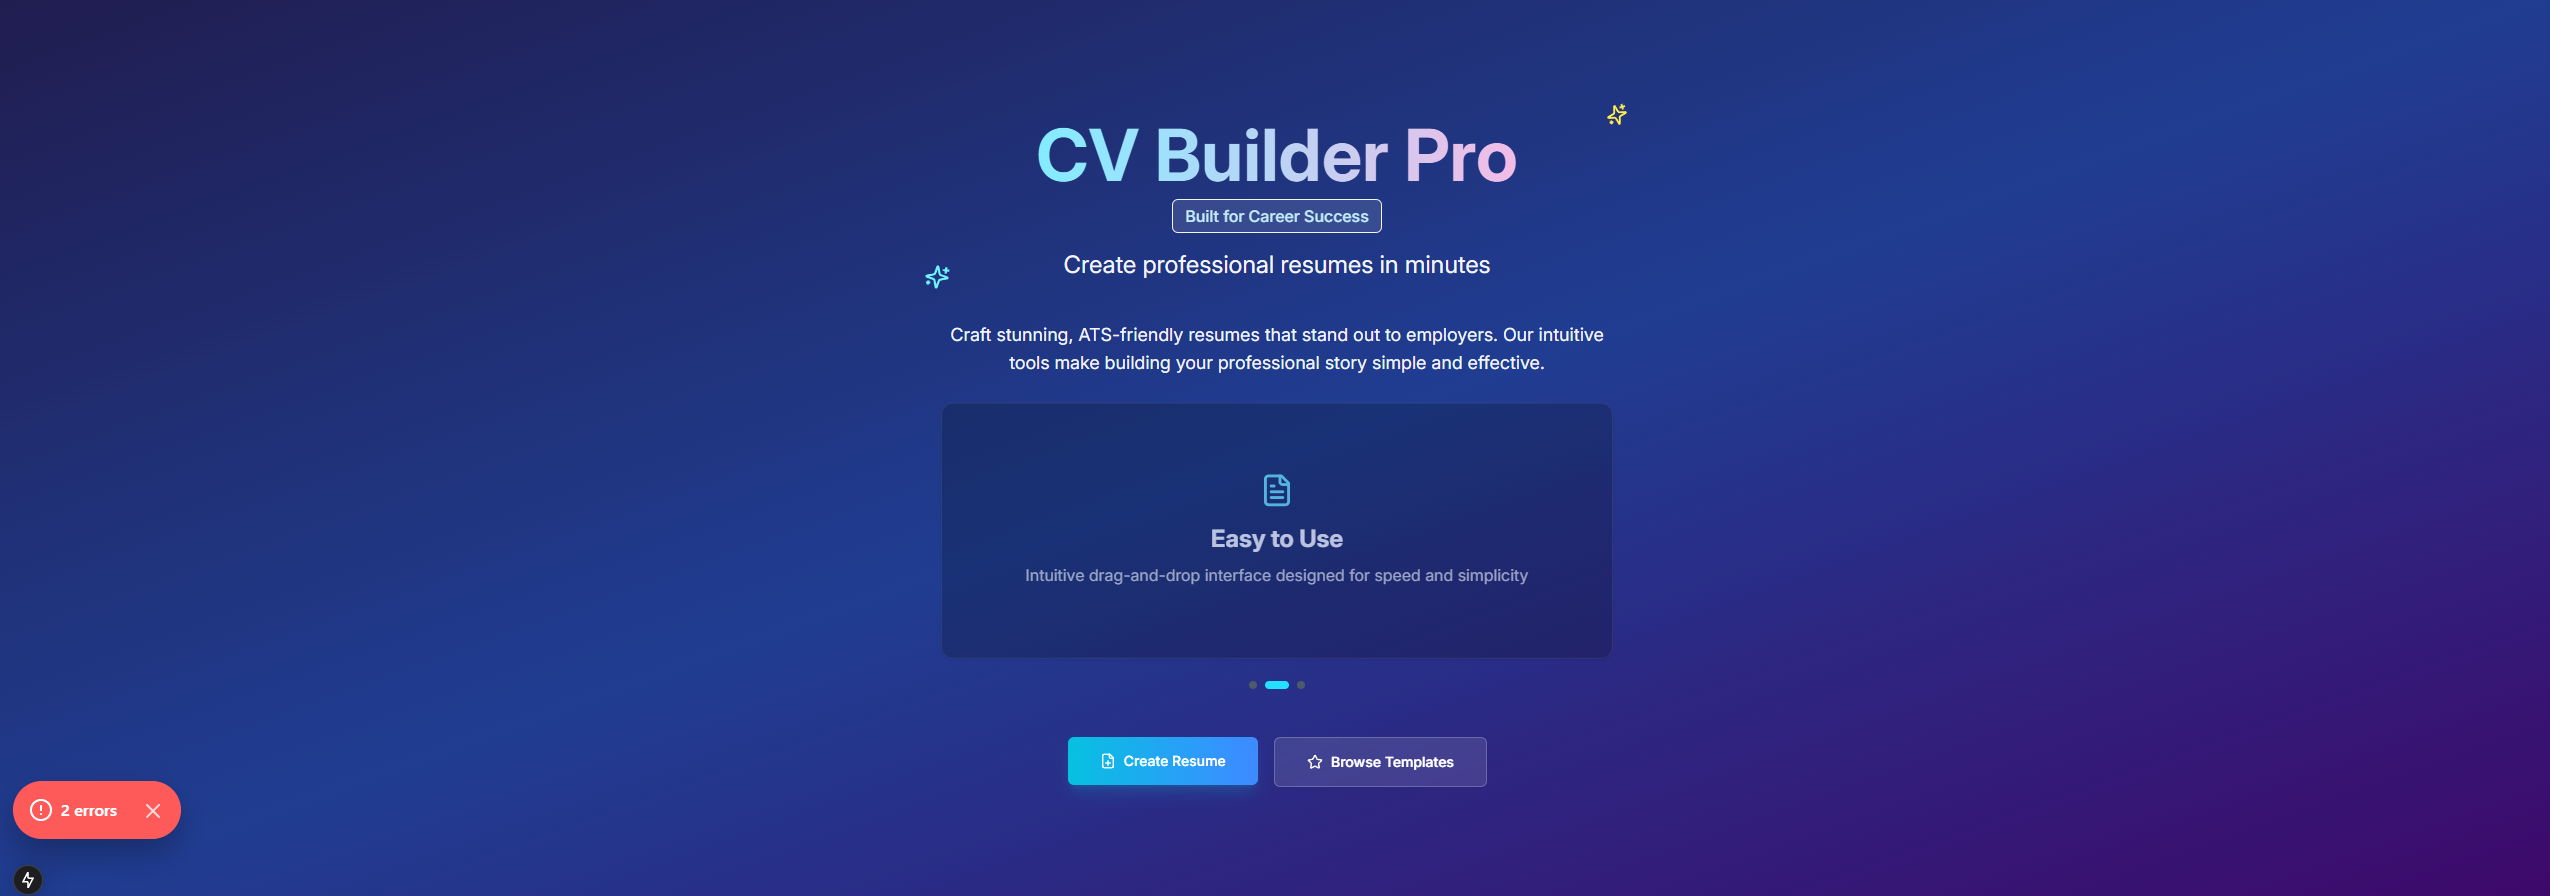 CV Builder Pro
Built for Career Success
Create professional resumes in minutes
Craft stunning, ATS-friendly resumes that stand out to employers. Our intuitive
tools make building your professional story simple and effective.
Easy to Use
Intuitive drag-and-drop interface designed for speed and simplicity
Create Resume
Browse Templates
2 errors